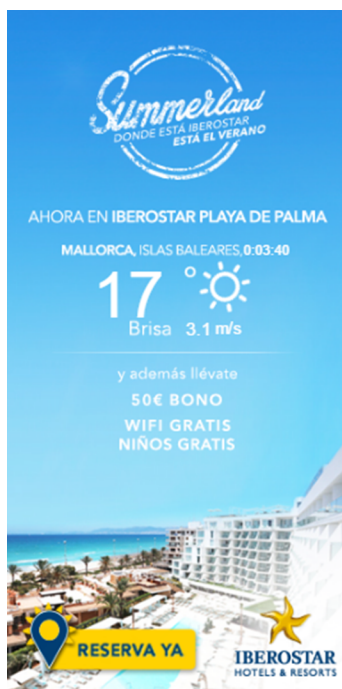 Summerland
DONDE ESTÁ IBEROSTAR
ESTÁ EL VERANO
AHORA EN IBEROSTAR PLAYA DE PALMA
MALLORCA, ISLAS BALEARES, 0:03:40
17 °
Brisa 3.1 m/s
y además llévate
50€ BONO
WIFI GRATIS
NIÑOS GRATIS
RESERVA YA
IBEROSTAR
HOTELS & RESORTS